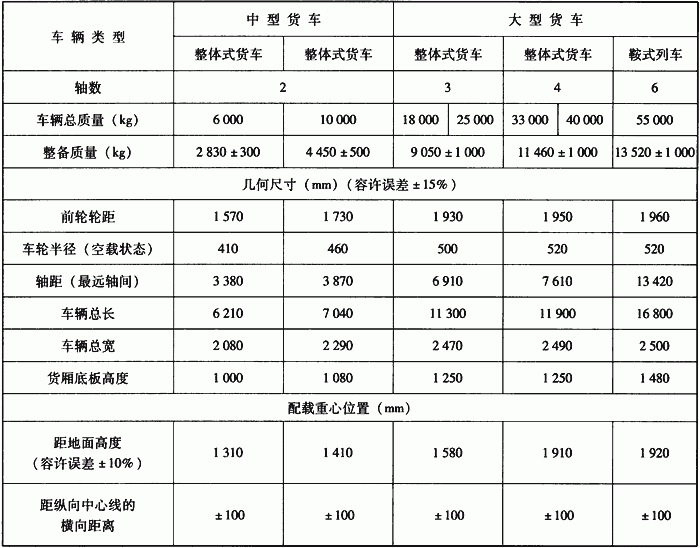 车辆类型 中型货车 大型货车
整体式货车 整体式货车 整体式货车 整体式货车 鞍式列车
轴数 2 3 4 6
车辆总质量(kg) 6 000 10 000 18 000 25 000 33 000 40 000 55 000
整备质量(kg) 2 830 ±300 4 450 ±500 9 050 ±1 000 11 460 ±1 000 13 520 ±1 000
几何尺寸(mm)(容许误差 ±15%)
前轮轮距 1 570 1 730 1 930 1 950 1 960
车轮半径(空载状态) 410 460 500 520 520
轴距(最远轴间) 3 380 3 870 6 910 7 610 13 420
车辆总长 6 210 7 040 11 300 11 900 16 800
车辆总宽 2 080 2 290 2 470 2 490 2 500
货厢底板高度 1 000 1 080 1 250 1 250 1 480
配载重心位置(mm)
距地面高度
(容许误差 ±10%) 1 310 1 410 1 580 1 910 1 920
距纵向中心线的
横向距离 ±100 ±100 ±100 ±100 ±100